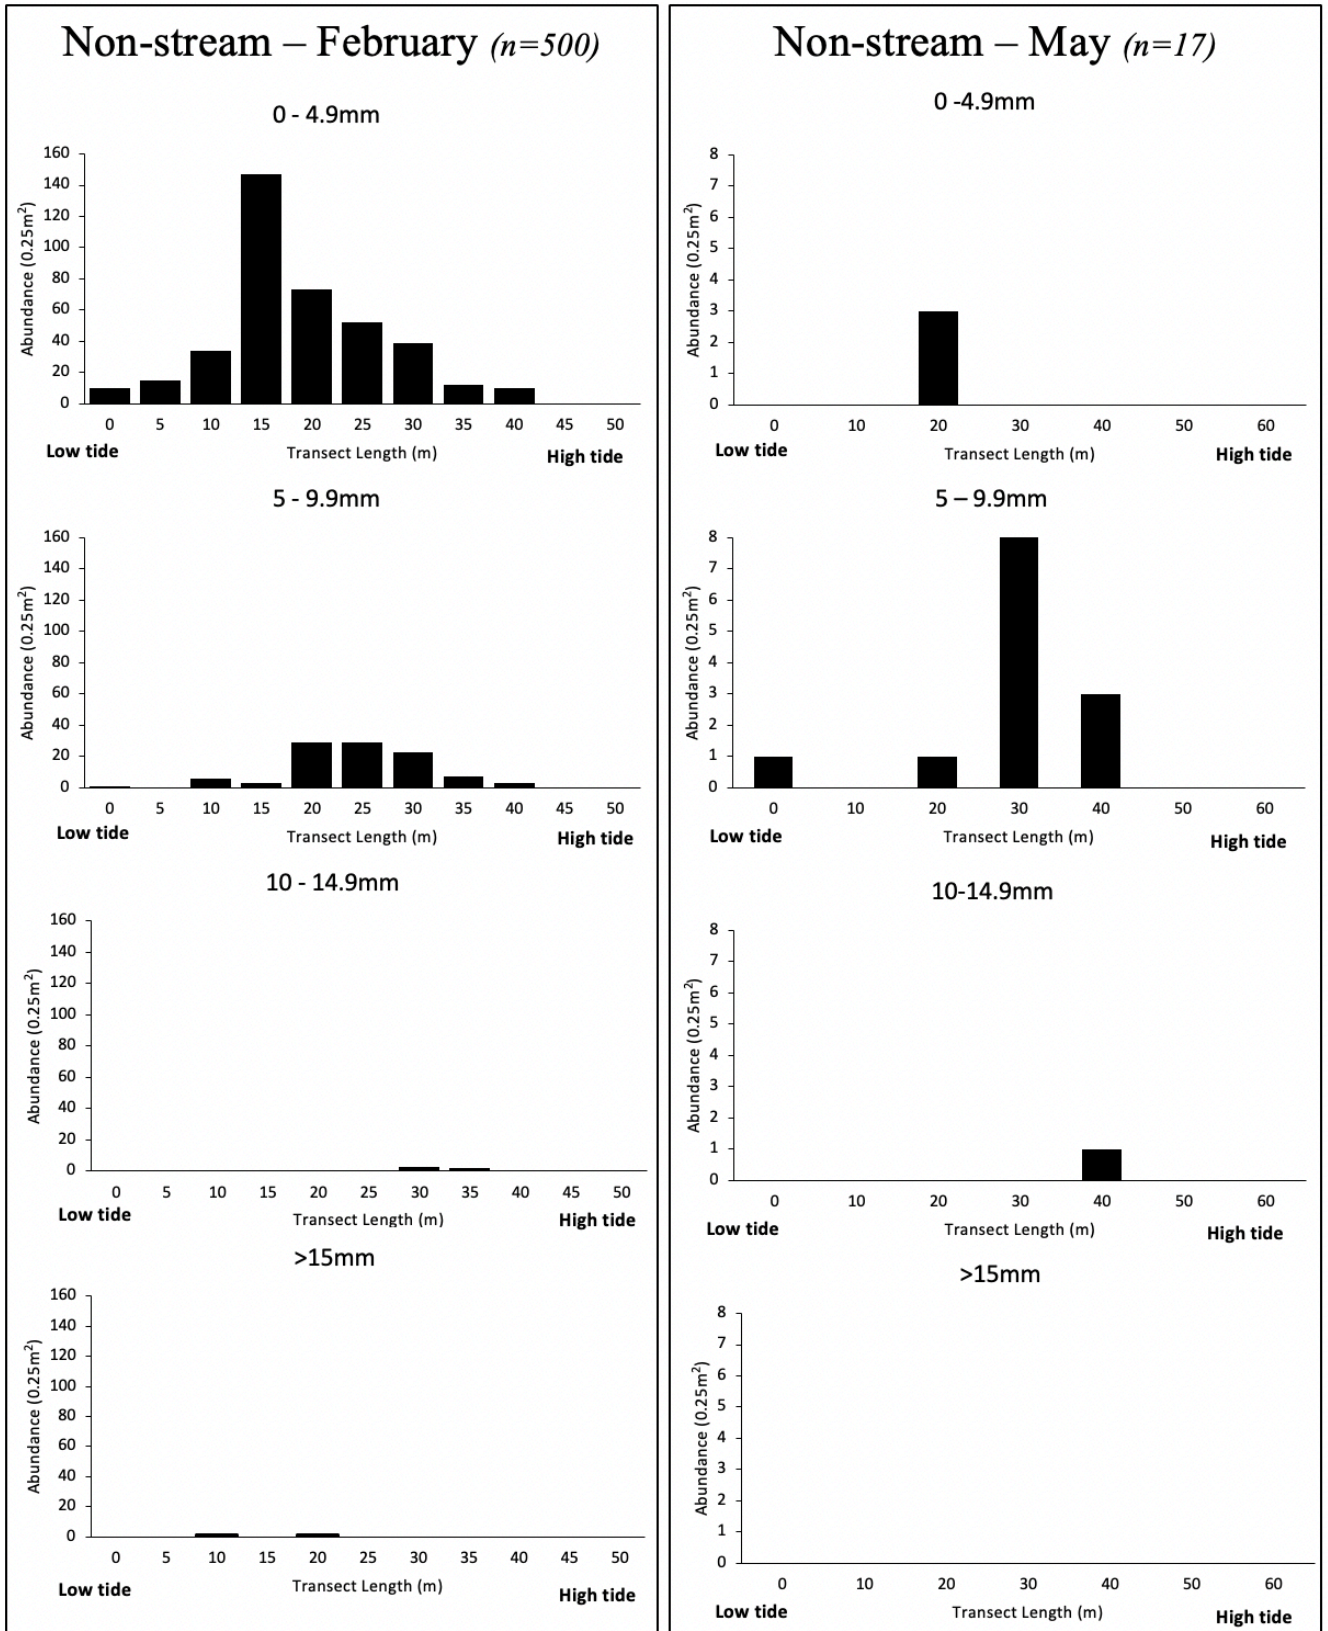 Non-stream – February (n=500)
0 - 4.9mm
160
140
120
100
80
60
40
20
0
Abundance (0.25m²)
0 5 10 15 20 25 30 35 40 45 50
Low tide Transect Length (m) High tide
5 - 9.9mm
160
140
120
100
80
60
40
20
0
Abundance (0.25m²)
0 5 10 15 20 25 30 35 40 45 50
Low tide Transect Length (m) High tide
10 - 14.9mm
160
140
120
100
80
60
40
20
0
Abundance (0.25m²)
0 5 10 15 20 25 30 35 40 45 50
Low tide Transect Length (m) High tide
>15mm
160
140
120
100
80
60
40
20
0
Abundance (0.25m²)
0 5 10 15 20 25 30 35 40 45 50
Low tide Transect Length (m) High tide
Non-stream – May (n=17)
0 -4.9mm
8
7
6
5
4
3
2
1
0
Abundance (0.25m²)
0 10 20 30 40 50 60
Low tide Transect Length (m) High tide
5 – 9.9mm
8
7
6
5
4
3
2
1
0
Abundance (0.25m²)
0 10 20 30 40 50 60
Low tide Transect Length (m) High tide
10-14.9mm
8
7
6
5
4
3
2
1
0
Abundance (0.25m²)
0 10 20 30 40 50 60
Low tide Transect Length (m) High tide
>15mm
8
7
6
5
4
3
2
1
0
Abundance (0.25m²)
0 10 20 30 40 50 60
Low tide Transect Length (m) High tide